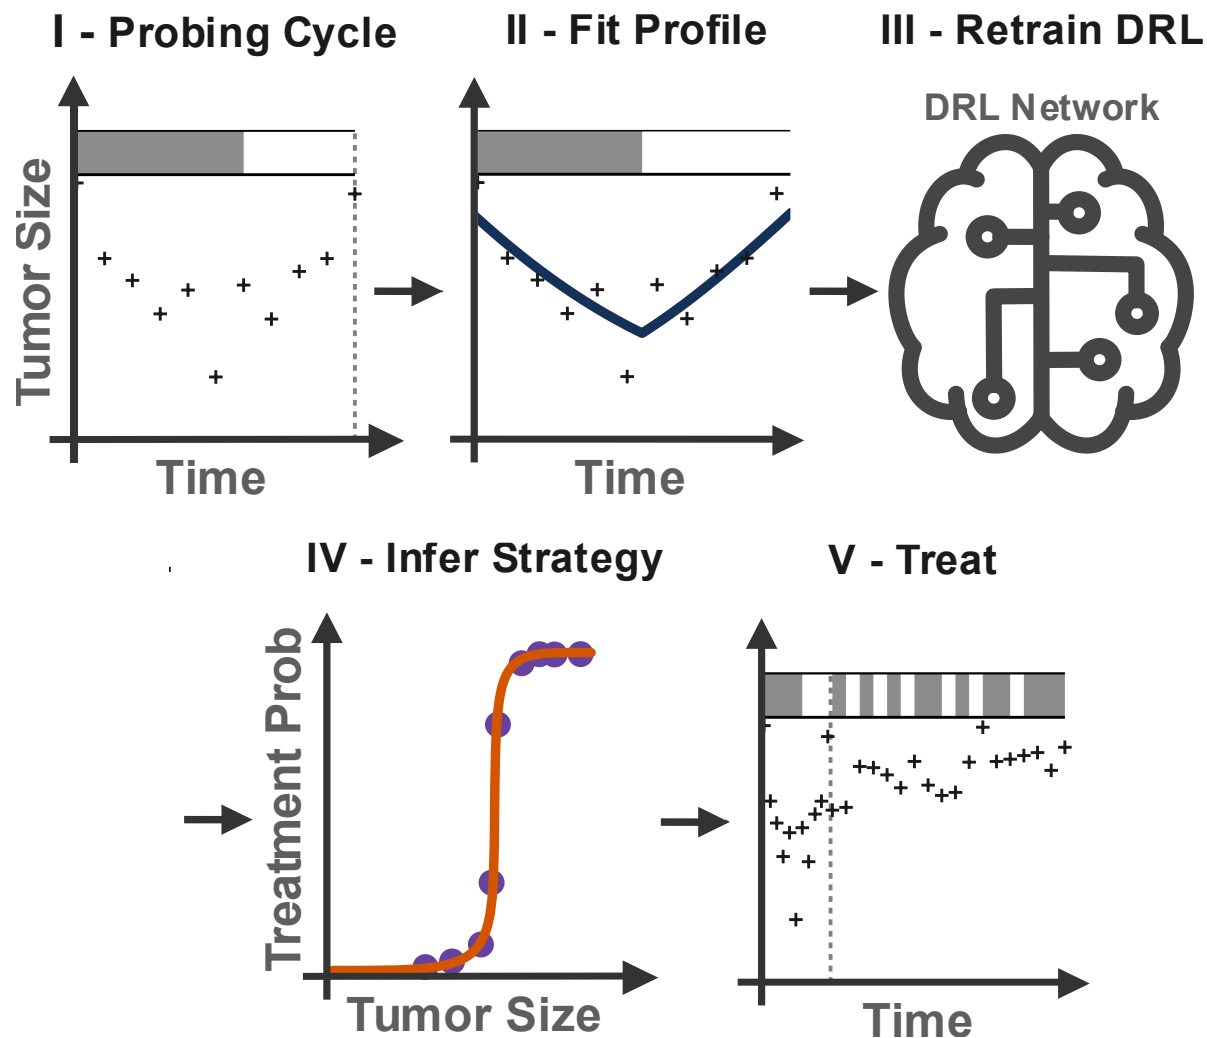 I - Probing Cycle
II - Fit Profile
III - Retrain DRL
DRL Network
Tumor Size
Time
Time
IV - Infer Strategy
V - Treat
Treatment Prob
Tumor Size
Time